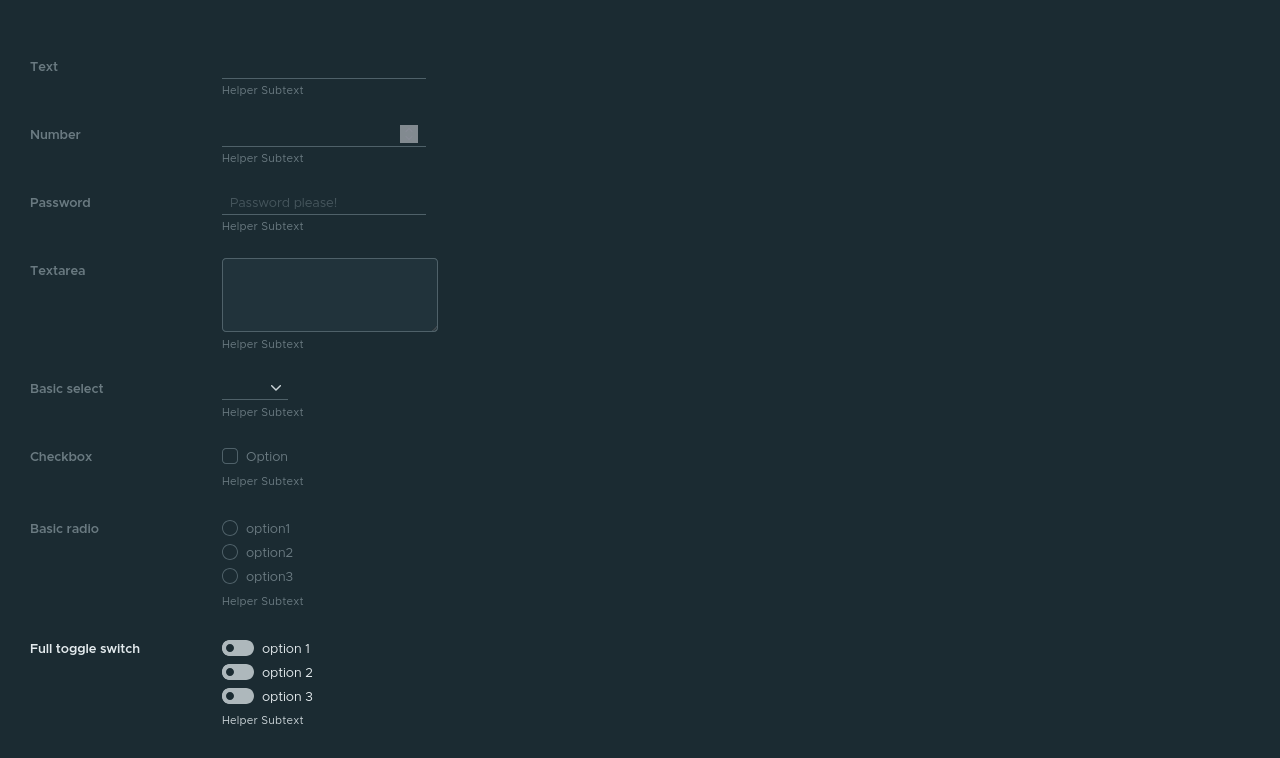 Text
Helper Subtext
Number
Helper Subtext
Password
Password please!
Helper Subtext
Textarea
Helper Subtext
Basic select
Helper Subtext
Checkbox
Option
Helper Subtext
Basic radio
option1
option2
option3
Helper Subtext
Full toggle switch
option 1
option 2
option 3
Helper Subtext